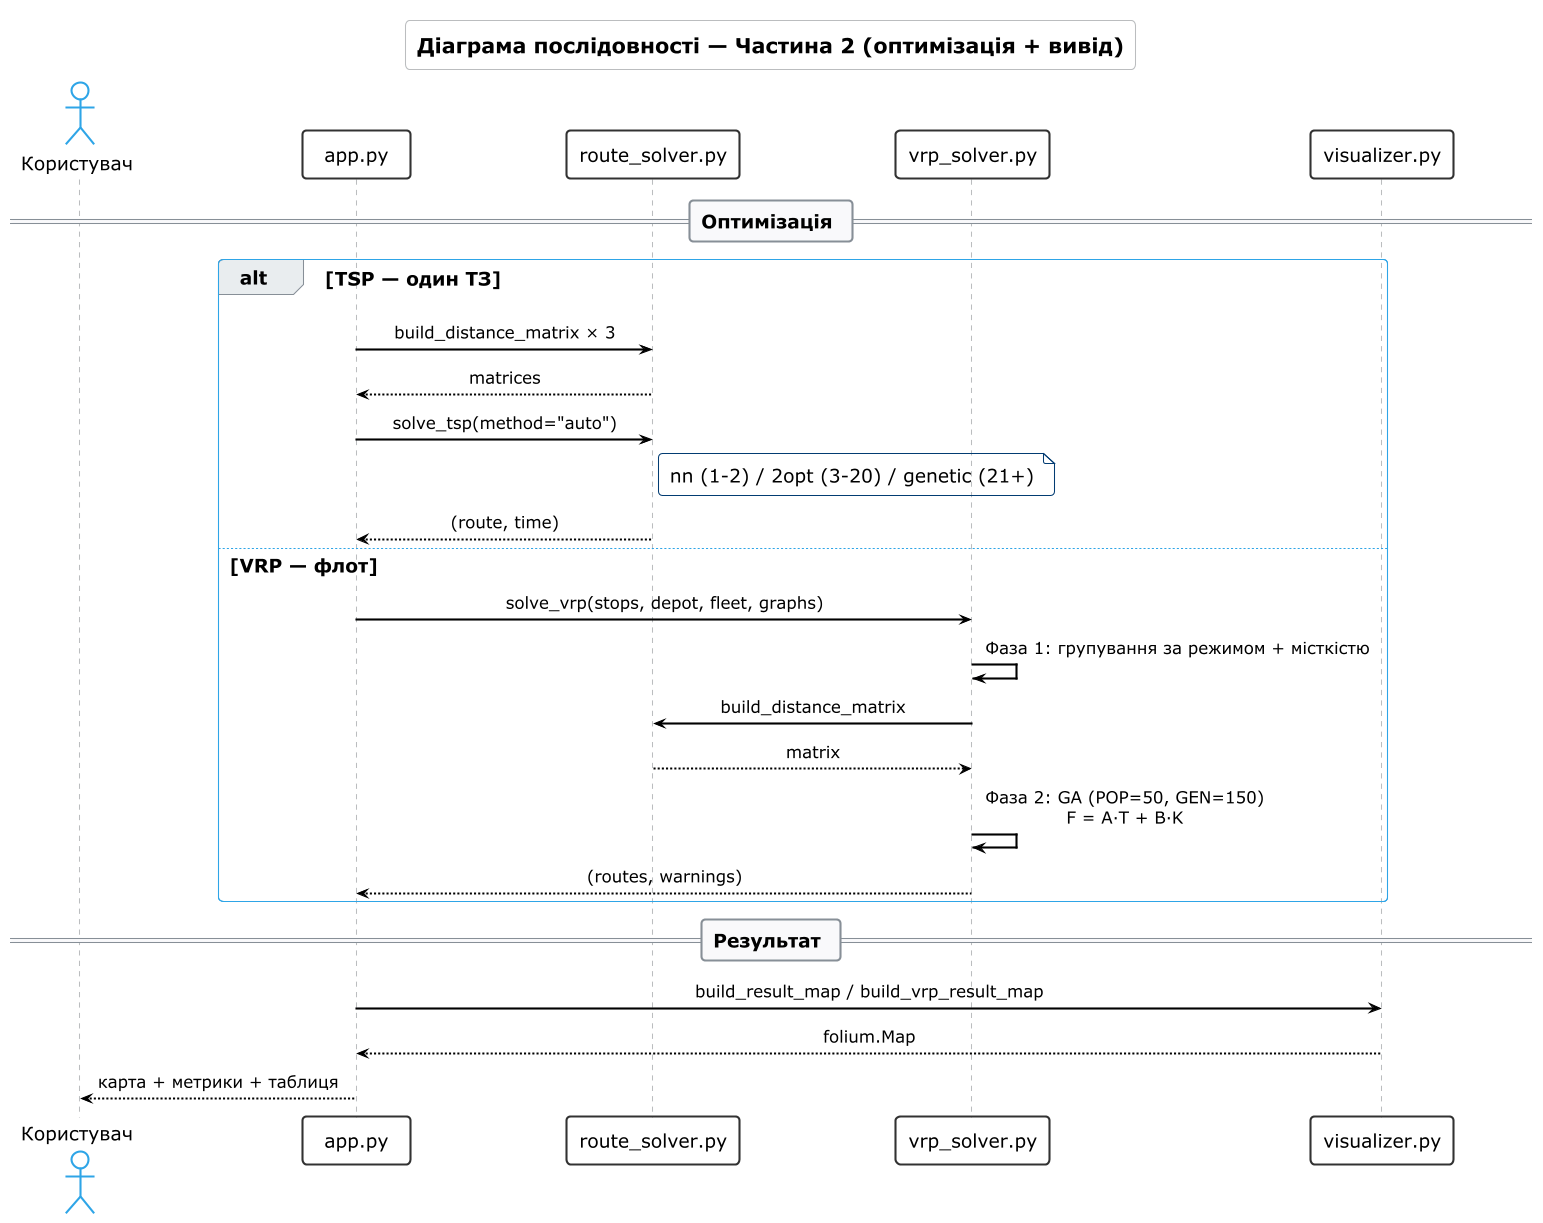 Діаграма послідовності — Частина 2 (оптимізація + вивід)
Користувач
app.py
route_solver.py
vrp_solver.py
visualizer.py
Оптимізація
alt
[TSP — один ТЗ]
build_distance_matrix × 3
matrices
solve_tsp(method="auto")
nn (1-2) / 2opt (3-20) / genetic (21+)
(route, time)
[VRP — флот]
solve_vrp(stops, depot, fleet, graphs)
Фаза 1: групування за режимом + місткістю
build_distance_matrix
matrix
Фаза 2: GA (POP=50, GEN=150)
F = A·T + B·K
(routes, warnings)
Результат
build_result_map / build_vrp_result_map
folium.Map
карта + метрики + таблиця
Користувач
app.py
route_solver.py
vrp_solver.py
visualizer.py